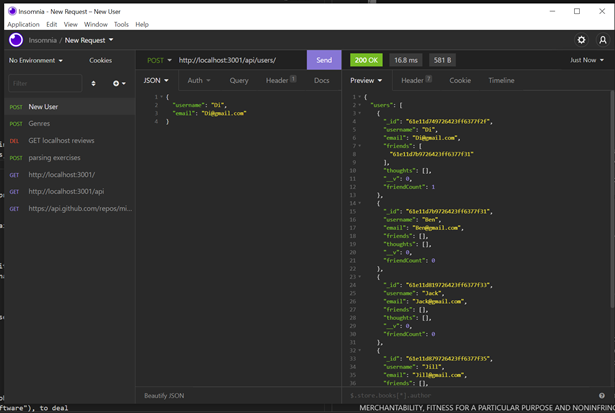 Insomnia – New Request – New User
Application Edit View Window Tools Help
Insomnia / New Request
No Environment Cookies
Filter
POST New User
POST Genres
DEL GET localhost reviews
POST parsing exercises
GET http://localhost:3001/
GET http://localhost:3001/api
GET https://api.github.com/repos/mi...
POST http://localhost:3001/api/users/ Send
JSON Auth Query Header 1 Docs
1 {
2 "username": "Di",
3 "email": "Di@gmail.com"
4 }
Beautify JSON
200 OK 16.8 ms 581 B Just Now
Preview Header 7 Cookie Timeline
1 {
2 "users": [
3 {
4 "_id": "61e11d749726423ff6377f2f",
5 "username": "Di",
6 "email": "Di@gmail.com",
7 "friends": [
8 "61e11d7b9726423ff6377f31"
9 ],
10 "thoughts": [],
11 "__v": 0,
12 "friendCount": 1
13 },
14 {
15 "_id": "61e11d7b9726423ff6377f31",
16 "username": "Ben",
17 "email": "Ben@gmail.com",
18 "friends": [],
19 "thoughts": [],
20 "__v": 0,
21 "friendCount": 0
22 },
23 {
24 "_id": "61e11d819726423ff6377f33",
25 "username": "Jack",
26 "email": "Jack@gmail.com",
27 "friends": [],
28 "thoughts": [],
29 "__v": 0,
30 "friendCount": 0
31 },
32 {
33 "_id": "61e11d879726423ff6377f35",
34 "username": "Jill",
35 "email": "Jill@gmail.com",
36 "friends": [],
$.store.books[*].author
ftware"), to deal
MERCHANTABILITY, FITNESS FOR A PARTICULAR PURPOSE AND NONINFRING